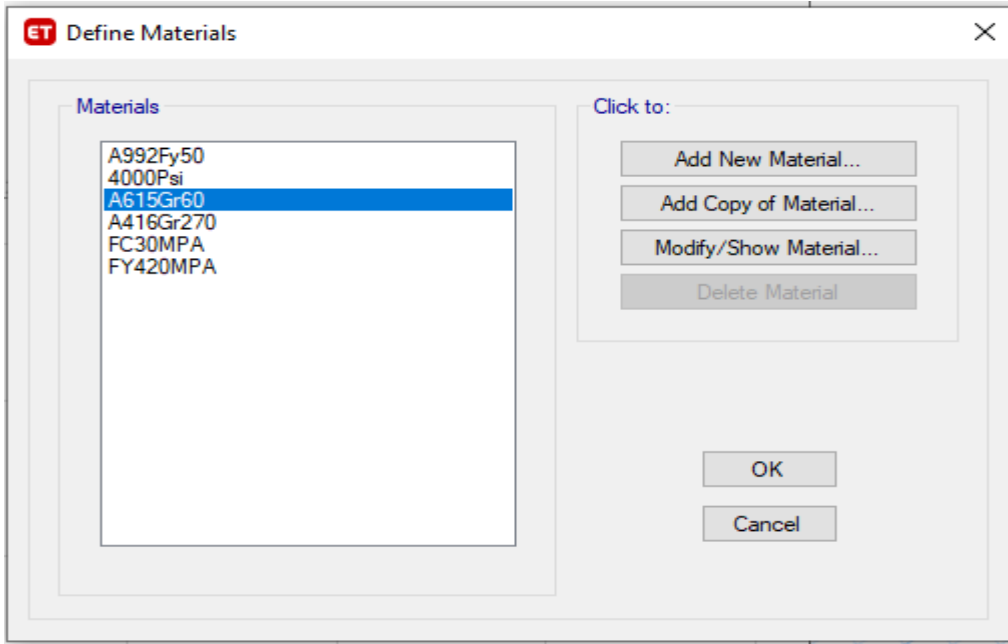 ET Define Materials
Materials
A992Fy50
4000Psi
A615Gr60
A416Gr270
FC30MPA
FY420MPA
Click to:
Add New Material...
Add Copy of Material...
Modify/Show Material...
Delete Material
OK
Cancel